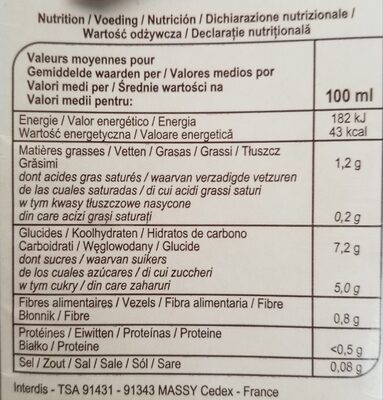 Nutrition / Voeding / Nutrición / Dichiarazione nutrizionale /
Wartość odżywcza / Declarație nutrițională
Valeurs moyennes pour
Gemiddelde waarden per / Valores medios por
Valori medi per / Średnie wartości na
Valori medii pentru:
100 ml
Energie / Valor energético / Energia
182 kJ
Wartość energetyczna / Valoare energetică
43 kcal
Matières grasses / Vetten / Grasas / Grassi / Tłuszcz
Grăsimi
1,2 g
dont acides gras saturés / waarvan verzadigde vetzuren
de las cuales saturadas / di cui acidi grassi saturi
w tym kwasy tłuszczowe nasycone
din care acizi grași saturați
0,2 g
Glucides / Koolhydraten / Hidratos de carbono
Carboidrati / Węglowodany / Glucide
7,2 g
dont sucres / waarvan suikers
de los cuales azúcares / di cui zuccheri
w tym cukry / din care zaharuri
5,0 g
Fibres alimentaires / Vezels / Fibra alimentaria / Fibre
Błonnik / Fibre
0,8 g
Protéines / Eiwitten / Proteínas / Proteine
Białko / Proteine
<0,5 g
Sel / Zout / Sal / Sale / Sól / Sare
0,08 g
Interdis - TSA 91431 - 91343 MASSY Cedex - France